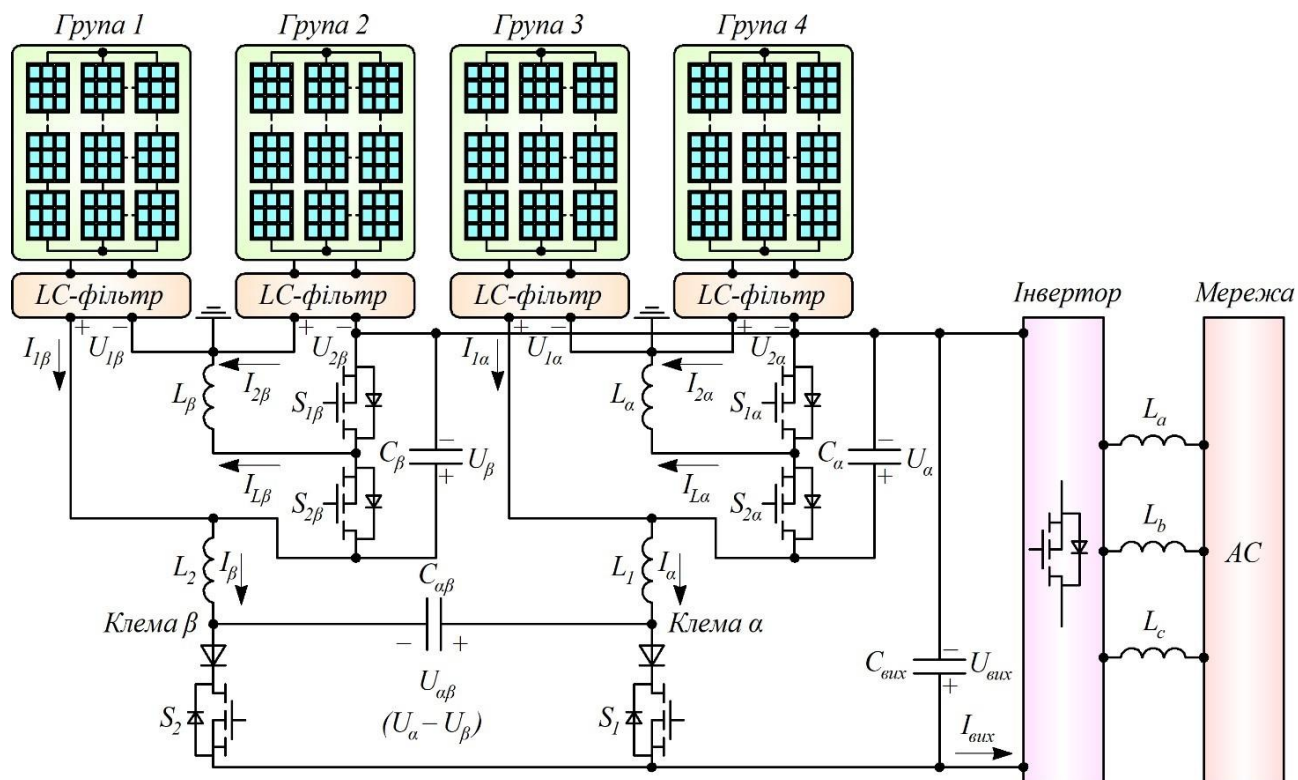 Група 1
Група 2
Група 3
Група 4
LC-фільтр
LC-фільтр
LC-фільтр
LC-фільтр
Інвертор
Мережа
+ −
+ −
+ −
+ −
I1β
U1β
U2β
I1α
U1α
U2α
I2β
I2α
Lβ
S1β
Lα
S1α
Cβ
−
Uβ
+
Cα
−
Uα
+
ILβ
S2β
ILα
S2α
La
Lb
Lc
AC
L2
Iβ
Cαβ
L1
Iα
Клема β
− +
Клема α
Uαβ
(Uα − Uβ)
S2
S1
Cвих
−
Uвих
+
Iвих